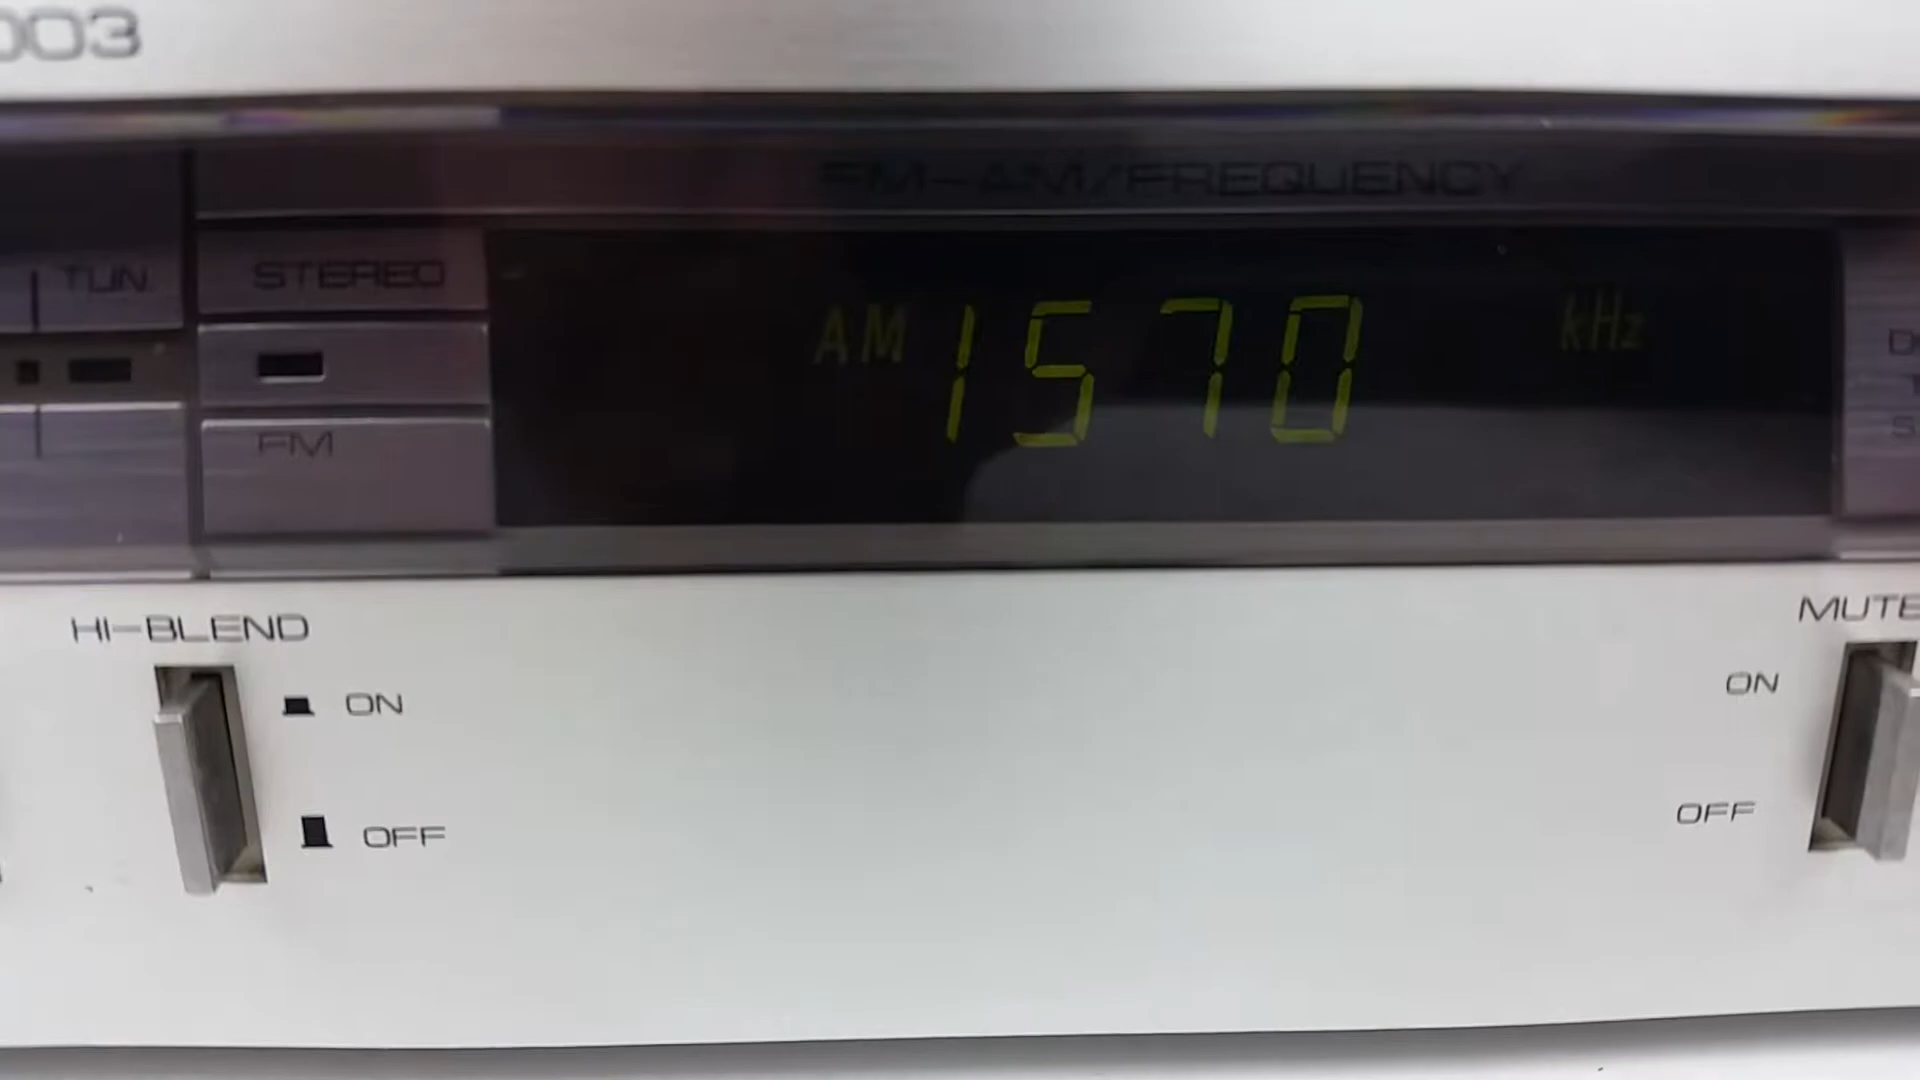 003
FM-AM/FREQUENCY
TUN.
STEREO
AM 1570 kHz
FM
HI-BLEND
ON
OFF
MUTE
ON
OFF